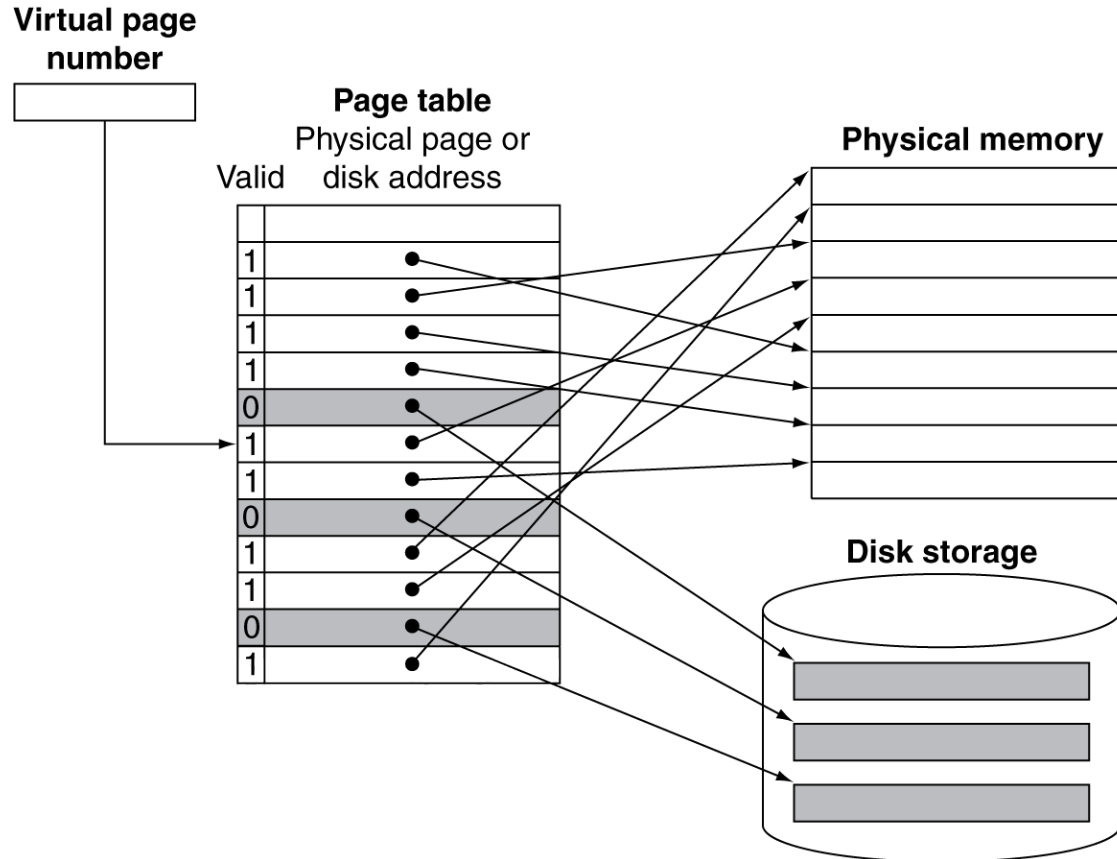 Virtual page
number
Page table
Physical page or
Valid disk address
Physical memory
1
1
1
1
0
1
1
0
1
1
0
1
Disk storage